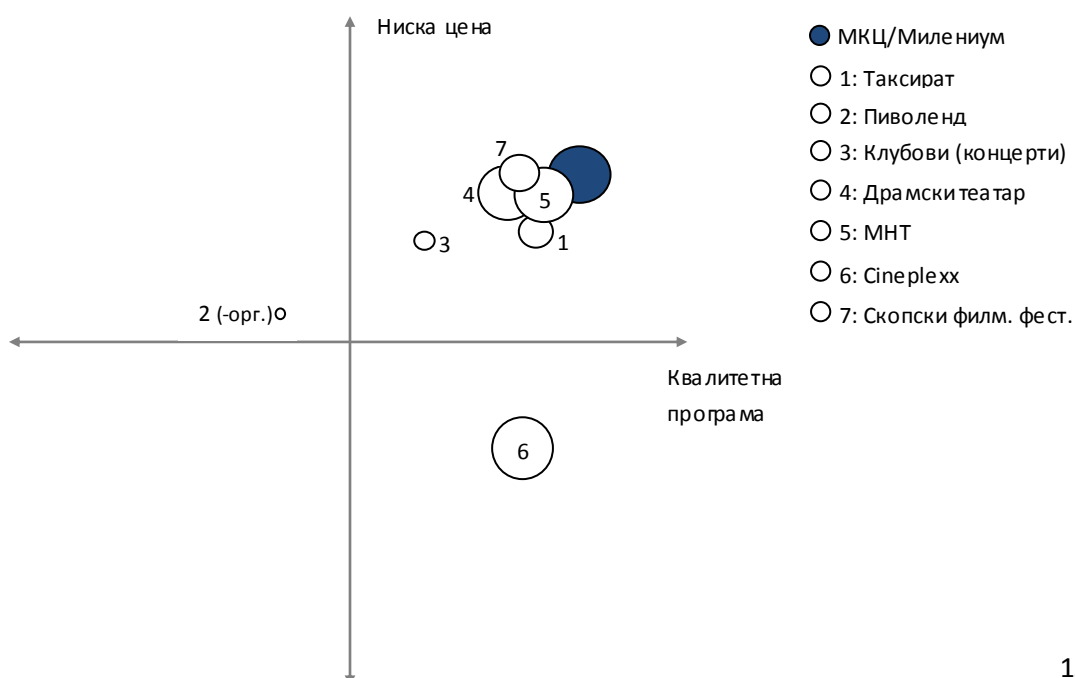 Ниска цена
МКЦ/Милениум
1: Таксират
2: Пиволенд
3: Клубови (концерти)
4: Драмски театар
5: МНТ
6: Cineplexx
7: Скопски филм. фест.
7
4
5
3
1
2 (-орг.)
Квалитетна
програма
6
1